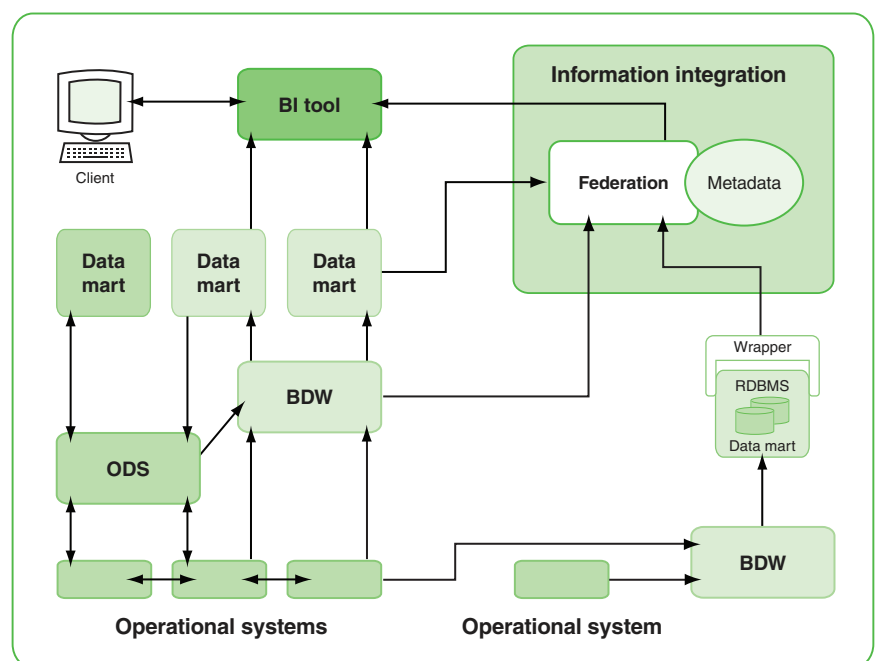 Information integration
BI tool
Client
Federation
Metadata
Data
mart
Data
mart
Data
mart
Wrapper
RDBMS
Data mart
BDW
ODS
BDW
Operational systems
Operational system